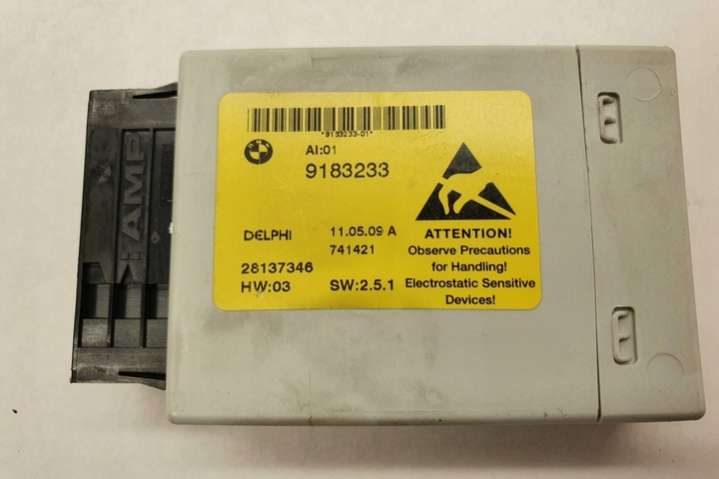 *9183233-01*
AI:01
9183233
DELPHI 11.05.09 A
741421
28137346
HW:03 SW:2.5.1
ATTENTION!
Observe Precautions
for Handling!
Electrostatic Sensitive
Devices!
AMP